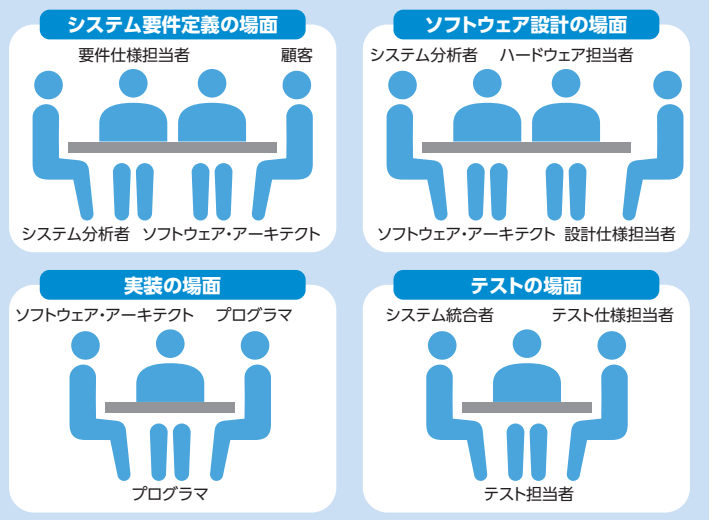 システム要件定義の場面
要件仕様担当者 顧客
システム分析者 ソフトウェア・アーキテクト
ソフトウェア設計の場面
システム分析者 ハードウェア担当者
ソフトウェア・アーキテクト 設計仕様担当者
実装の場面
ソフトウェア・アーキテクト プログラマ
プログラマ
テストの場面
システム統合者 テスト仕様担当者
テスト担当者